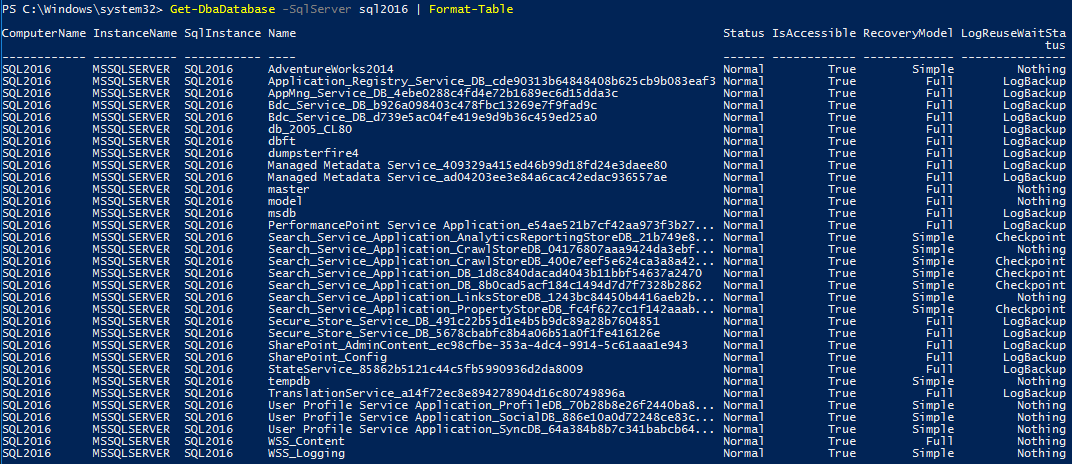 PS C:\Windows\system32> Get-DbaDatabase -SqlServer sql2016 | Format-Table
ComputerName InstanceName SqlInstance Name Status IsAccessible RecoveryModel LogReuseWaitSta
tus
------------ ------------ ----------- ---- ------ ------------ ------------- ---------------
SQL2016 MSSQLSERVER SQL2016 AdventureWorks2014 Normal True Simple Nothing
SQL2016 MSSQLSERVER SQL2016 Application_Registry_Service_DB_cde90313b64848408b625cb9b083eaf3 Normal True Full LogBackup
SQL2016 MSSQLSERVER SQL2016 AppMng_Service_DB_4ebe0288c4fd4e72b1689ec6d15dda3c Normal True Full LogBackup
SQL2016 MSSQLSERVER SQL2016 Bdc_Service_DB_b926a098403c478fbc13269e7f9fad9c Normal True Full LogBackup
SQL2016 MSSQLSERVER SQL2016 Bdc_Service_DB_d739e5ac04fe419e9d9b36c459ed25a0 Normal True Full LogBackup
SQL2016 MSSQLSERVER SQL2016 db_2005_CL80 Normal True Full LogBackup
SQL2016 MSSQLSERVER SQL2016 dbft Normal True Full LogBackup
SQL2016 MSSQLSERVER SQL2016 dumpsterfire4 Normal True Full LogBackup
SQL2016 MSSQLSERVER SQL2016 Managed Metadata Service_409329a415ed46b99d18fd24e3daee80 Normal True Full LogBackup
SQL2016 MSSQLSERVER SQL2016 Managed Metadata Service_ad04203ee3e84a6cac42edac936557ae Normal True Full LogBackup
SQL2016 MSSQLSERVER SQL2016 master Normal True Full Nothing
SQL2016 MSSQLSERVER SQL2016 model Normal True Full Nothing
SQL2016 MSSQLSERVER SQL2016 msdb Normal True Full LogBackup
SQL2016 MSSQLSERVER SQL2016 PerformancePoint Service Application_e54ae521b7cf42aa973f3b27... Normal True Full LogBackup
SQL2016 MSSQLSERVER SQL2016 Search_Service_Application_AnalyticsReportingStoreDB_21b749e8... Normal True Simple Checkpoint
SQL2016 MSSQLSERVER SQL2016 Search_Service_Application_CrawlStoreDB_04176807aaa9424da3ebf... Normal True Simple Nothing
SQL2016 MSSQLSERVER SQL2016 Search_Service_Application_CrawlStoreDB_400e7eef5e624ca3a8a42... Normal True Simple Checkpoint
SQL2016 MSSQLSERVER SQL2016 Search_Service_Application_DB_1d8c840dacad4043b11bbf54637a2470 Normal True Simple Checkpoint
SQL2016 MSSQLSERVER SQL2016 Search_Service_Application_DB_8b0cad5acf184c1494d7d7f7328b2862 Normal True Simple Checkpoint
SQL2016 MSSQLSERVER SQL2016 Search_Service_Application_LinksStoreDB_1243bc84450b4416aeb2b... Normal True Simple Nothing
SQL2016 MSSQLSERVER SQL2016 Search_Service_Application_PropertyStoreDB_fc4f627cc1f142aaab... Normal True Simple Checkpoint
SQL2016 MSSQLSERVER SQL2016 Secure_Store_Service_DB_491c22b55d1e4b5b9dc89a28b7604851 Normal True Full LogBackup
SQL2016 MSSQLSERVER SQL2016 Secure_Store_Service_DB_5678cbabfc8b4a06b51a0f1fe416126e Normal True Full LogBackup
SQL2016 MSSQLSERVER SQL2016 SharePoint_AdminContent_ec98cfbe-353a-4dc4-9914-5c61aaa1e943 Normal True Full LogBackup
SQL2016 MSSQLSERVER SQL2016 SharePoint_Config Normal True Full LogBackup
SQL2016 MSSQLSERVER SQL2016 StateService_85862b5121c44c5fb5990936d2da8009 Normal True Full LogBackup
SQL2016 MSSQLSERVER SQL2016 tempdb Normal True Simple Nothing
SQL2016 MSSQLSERVER SQL2016 TranslationService_a14f72ec8e894278904d16c80749896a Normal True Full LogBackup
SQL2016 MSSQLSERVER SQL2016 User Profile Service Application_ProfileDB_70b28b8e26f2440ba8... Normal True Simple Nothing
SQL2016 MSSQLSERVER SQL2016 User Profile Service Application_SocialDB_886e10a0d72248ce83c... Normal True Simple Nothing
SQL2016 MSSQLSERVER SQL2016 User Profile Service Application_SyncDB_64a384b8b7c341babcb64... Normal True Simple Nothing
SQL2016 MSSQLSERVER SQL2016 WSS_Content Normal True Full Nothing
SQL2016 MSSQLSERVER SQL2016 WSS_Logging Normal True Simple Nothing